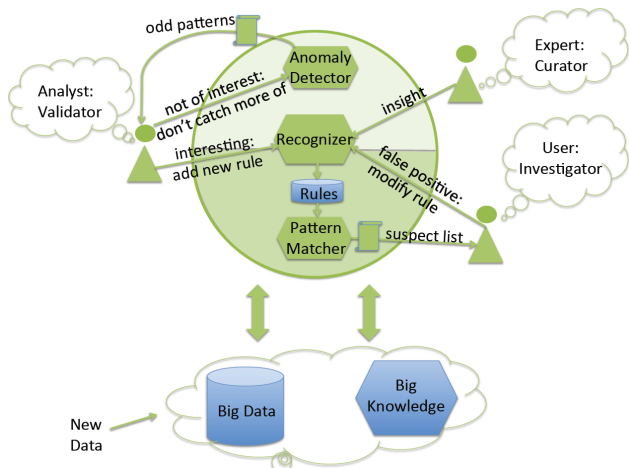 odd patterns
Anomaly
Detector
Expert:
Curator
Analyst:
Validator
not of interest:
don't catch more of
insight
Recognizer
interesting:
add new rule
false positive:
modify rule
User:
Investigator
Rules
Pattern
Matcher
suspect list
Big Data
Big
Knowledge
New
Data